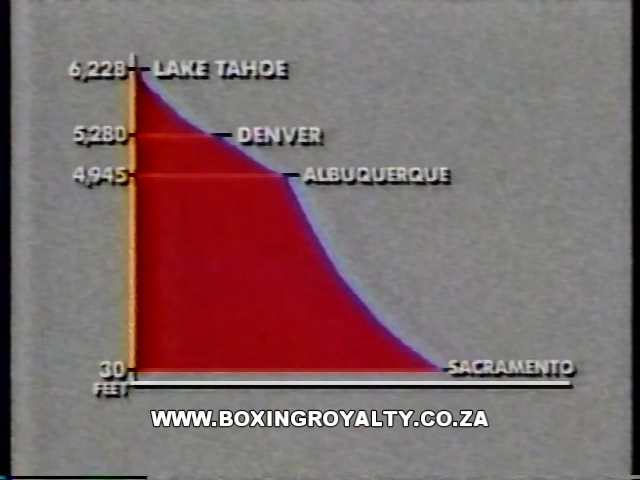 6,228 LAKE TAHOE
5,280 DENVER
4,945 ALBUQUERQUE
30 SACRAMENTO
FEET
WWW.BOXINGROYALTY.CO.ZA